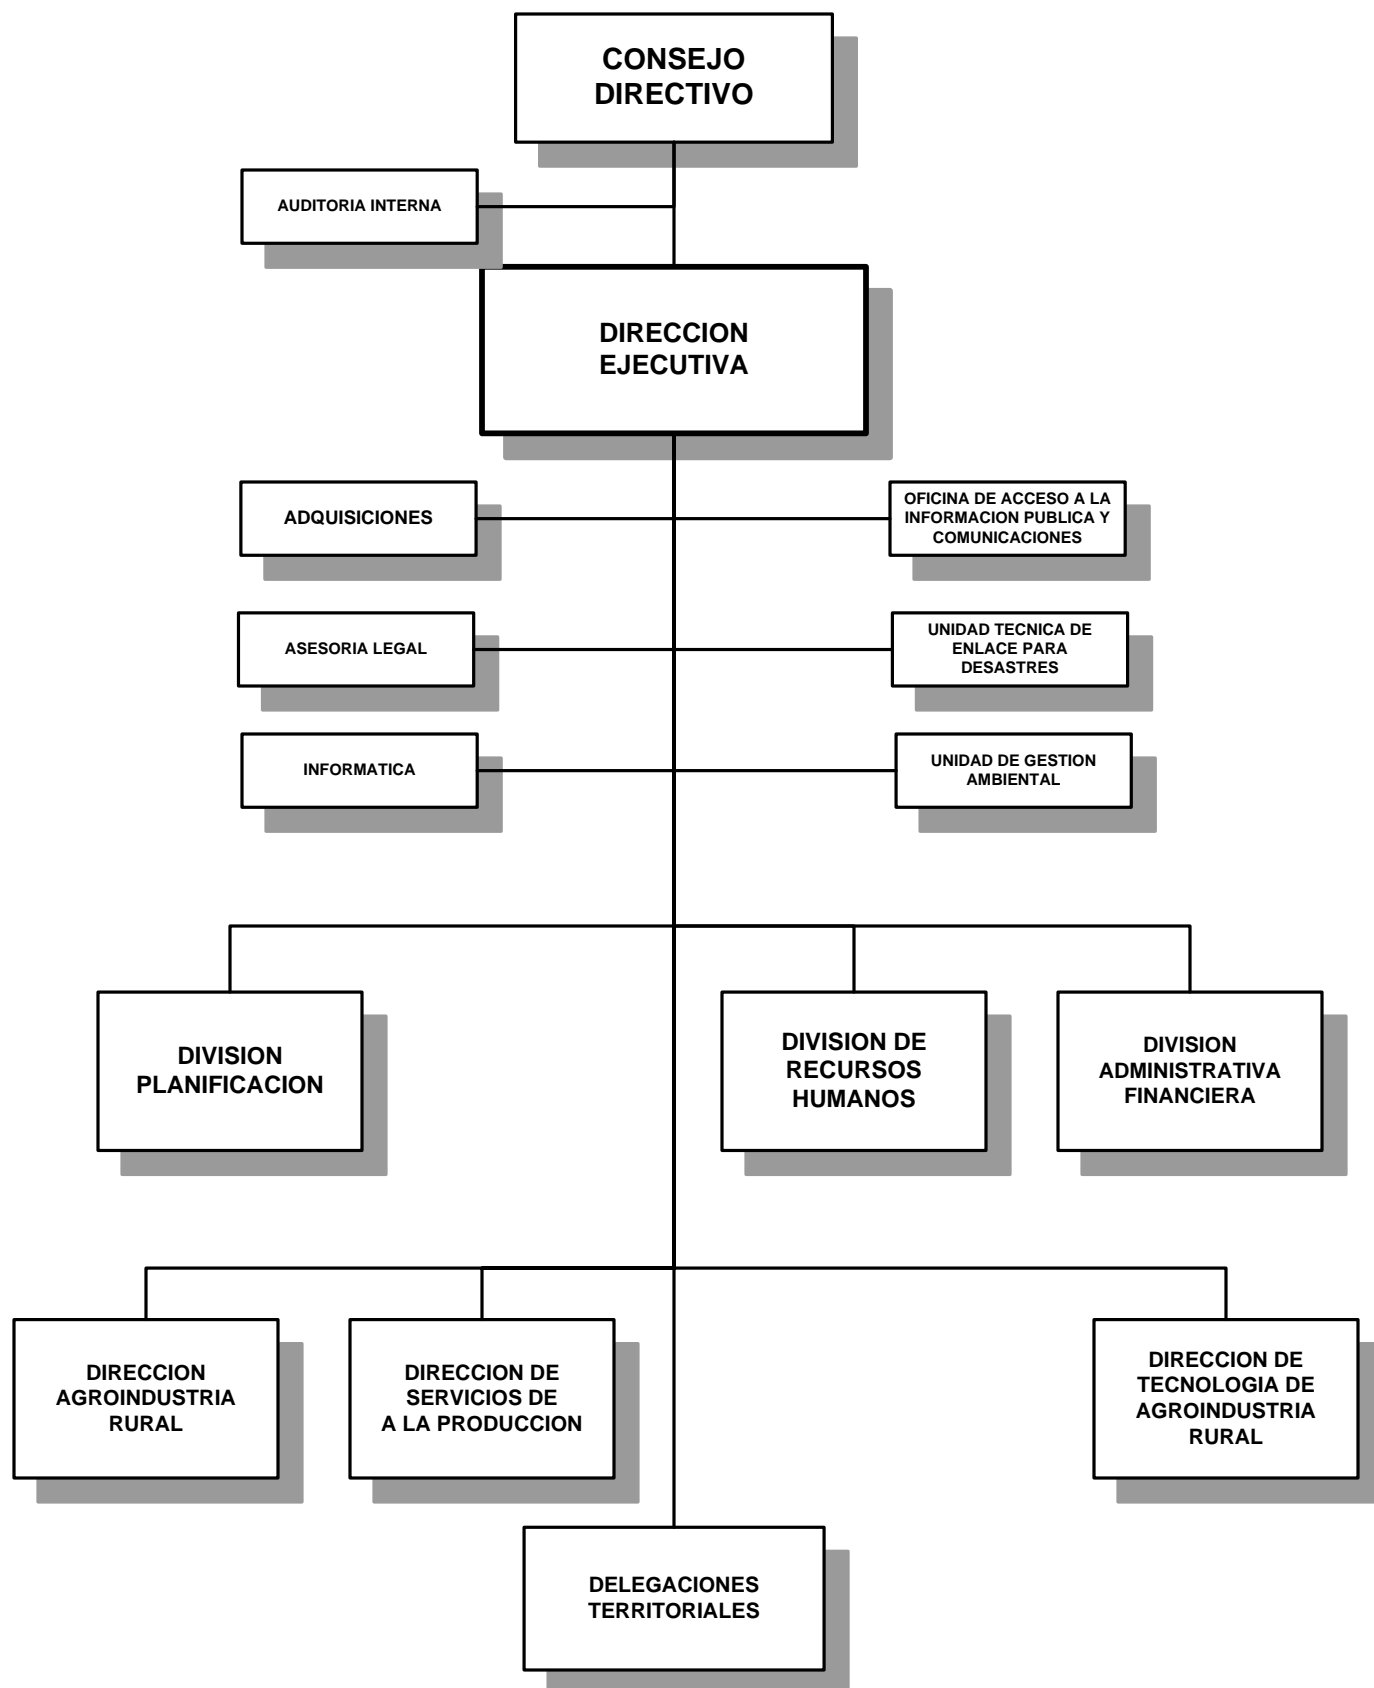 CONSEJO
DIRECTIVO
AUDITORIA INTERNA
DIRECCION
EJECUTIVA
ADQUISICIONES
OFICINA DE ACCESO A LA
INFORMACION PUBLICA Y
COMUNICACIONES
ASESORIA LEGAL
UNIDAD TECNICA DE
ENLACE PARA
DESASTRES
INFORMATICA
UNIDAD DE GESTION
AMBIENTAL
DIVISION
PLANIFICACION
DIVISION DE
RECURSOS
HUMANOS
DIVISION
ADMINISTRATIVA
FINANCIERA
DIRECCION
AGROINDUSTRIA
RURAL
DIRECCION DE
SERVICIOS DE
A LA PRODUCCION
DIRECCION DE
TECNOLOGIA DE
AGROINDUSTRIA
RURAL
DELEGACIONES
TERRITORIALES